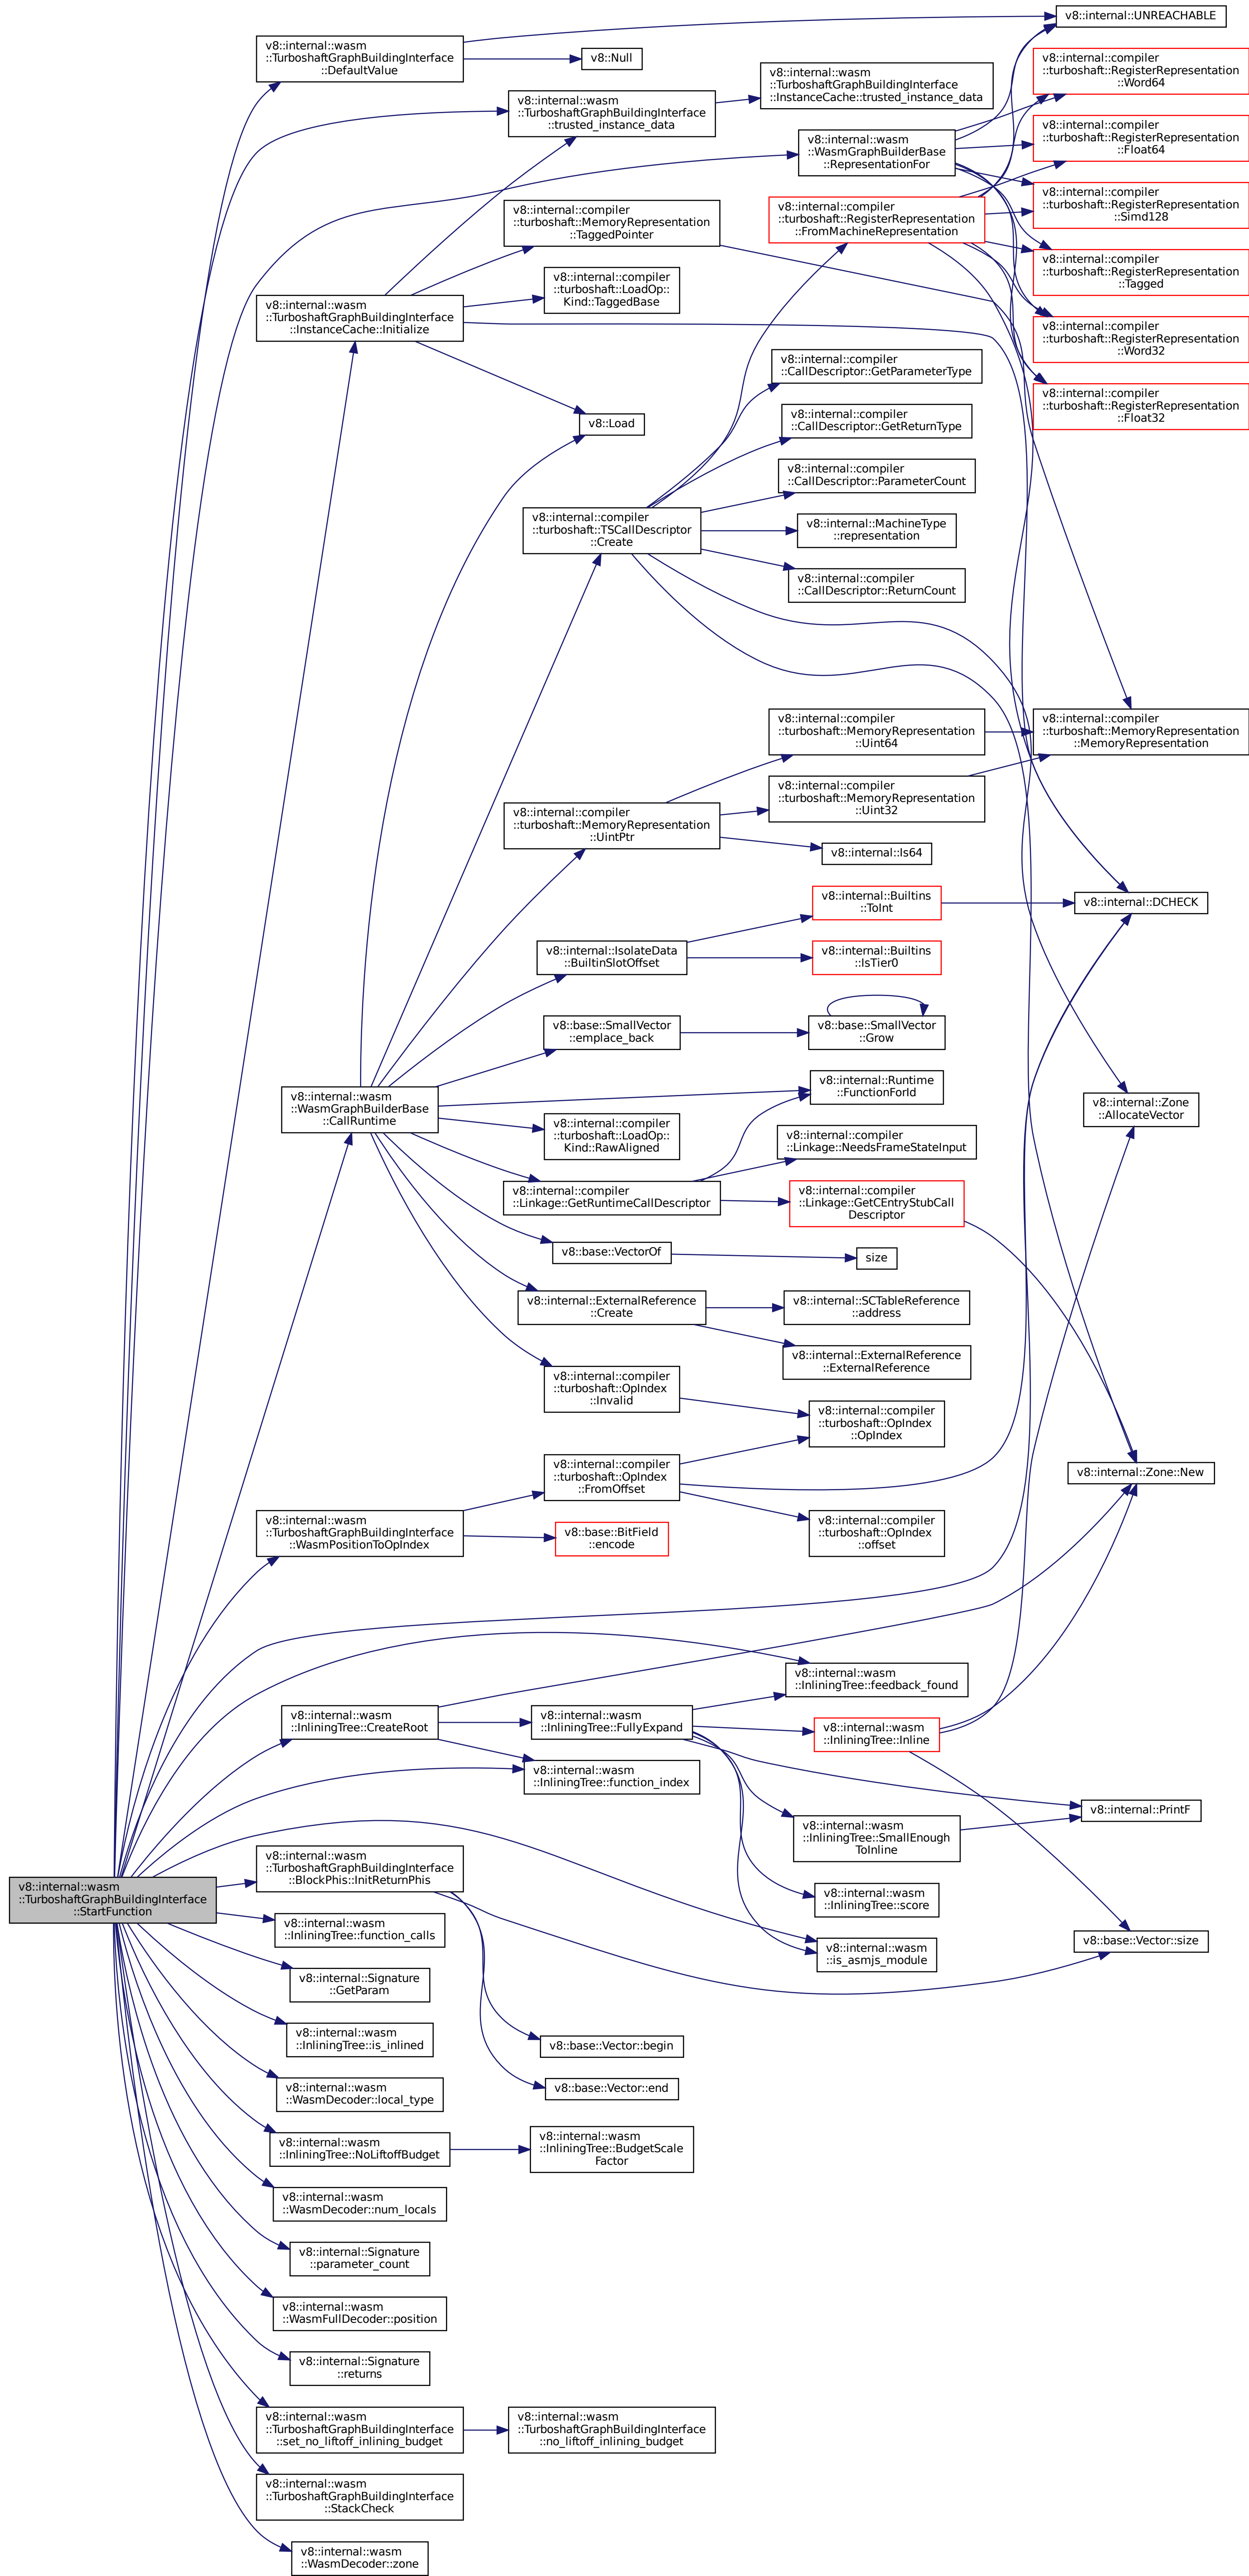 v8::internal::wasm
::TurboshaftGraphBuildingInterface
::StartFunction
v8::internal::wasm
::TurboshaftGraphBuildingInterface
::DefaultValue
v8::internal::UNREACHABLE
v8::Null
v8::internal::wasm
::TurboshaftGraphBuildingInterface
::trusted_instance_data
v8::internal::wasm
::TurboshaftGraphBuildingInterface
::InstanceCache::trusted_instance_data
v8::internal::wasm
::WasmGraphBuilderBase
::RepresentationFor
v8::internal::compiler
::turboshaft::RegisterRepresentation
::Word64
v8::internal::compiler
::turboshaft::RegisterRepresentation
::Float64
v8::internal::compiler
::turboshaft::RegisterRepresentation
::Simd128
v8::internal::compiler
::turboshaft::RegisterRepresentation
::Tagged
v8::internal::compiler
::turboshaft::RegisterRepresentation
::Word32
v8::internal::compiler
::turboshaft::RegisterRepresentation
::Float32
v8::internal::compiler
::turboshaft::RegisterRepresentation
::FromMachineRepresentation
v8::internal::wasm
::TurboshaftGraphBuildingInterface
::InstanceCache::Initialize
v8::internal::compiler
::turboshaft::MemoryRepresentation
::TaggedPointer
v8::internal::compiler
::turboshaft::LoadOp::
Kind::TaggedBase
v8::Load
v8::internal::compiler
::turboshaft::TSCallDescriptor
::Create
v8::internal::compiler
::CallDescriptor::GetParameterType
v8::internal::compiler
::CallDescriptor::GetReturnType
v8::internal::compiler
::CallDescriptor::ParameterCount
v8::internal::MachineType
::representation
v8::internal::compiler
::CallDescriptor::ReturnCount
v8::internal::compiler
::turboshaft::MemoryRepresentation
::Uint64
v8::internal::compiler
::turboshaft::MemoryRepresentation
::MemoryRepresentation
v8::internal::compiler
::turboshaft::MemoryRepresentation
::Uint32
v8::internal::compiler
::turboshaft::MemoryRepresentation
::UintPtr
v8::internal::Is64
v8::internal::Builtins
::ToInt
v8::internal::DCHECK
v8::internal::IsolateData
::BuiltinSlotOffset
v8::internal::Builtins
::IsTier0
v8::base::SmallVector
::emplace_back
v8::base::SmallVector
::Grow
v8::internal::wasm
::WasmGraphBuilderBase
::CallRuntime
v8::internal::Runtime
::FunctionForId
v8::internal::Zone
::AllocateVector
v8::internal::compiler
::turboshaft::LoadOp::
Kind::RawAligned
v8::internal::compiler
::Linkage::NeedsFrameStateInput
v8::internal::compiler
::Linkage::GetRuntimeCallDescriptor
v8::internal::compiler
::Linkage::GetCEntryStubCall
Descriptor
v8::base::VectorOf
size
v8::internal::ExternalReference
::Create
v8::internal::SCTableReference
::address
v8::internal::ExternalReference
::ExternalReference
v8::internal::compiler
::turboshaft::OpIndex
::Invalid
v8::internal::compiler
::turboshaft::OpIndex
::OpIndex
v8::internal::compiler
::turboshaft::OpIndex
::FromOffset
v8::internal::Zone::New
v8::internal::compiler
::turboshaft::OpIndex
::offset
v8::internal::wasm
::TurboshaftGraphBuildingInterface
::WasmPositionToOpIndex
v8::base::BitField
::encode
v8::internal::wasm
::InliningTree::feedback_found
v8::internal::wasm
::InliningTree::CreateRoot
v8::internal::wasm
::InliningTree::FullyExpand
v8::internal::wasm
::InliningTree::Inline
v8::internal::wasm
::InliningTree::function_index
v8::internal::PrintF
v8::internal::wasm
::InliningTree::SmallEnough
ToInline
v8::internal::wasm
::TurboshaftGraphBuildingInterface
::BlockPhis::InitReturnPhis
v8::internal::wasm
::InliningTree::score
v8::internal::wasm
::is_asmjs_module
v8::base::Vector::size
v8::internal::wasm
::InliningTree::function_calls
v8::internal::Signature
::GetParam
v8::internal::wasm
::InliningTree::is_inlined
v8::base::Vector::begin
v8::base::Vector::end
v8::internal::wasm
::WasmDecoder::local_type
v8::internal::wasm
::InliningTree::NoLiftoffBudget
v8::internal::wasm
::InliningTree::BudgetScale
Factor
v8::internal::wasm
::WasmDecoder::num_locals
v8::internal::Signature
::parameter_count
v8::internal::wasm
::WasmFullDecoder::position
v8::internal::Signature
::returns
v8::internal::wasm
::TurboshaftGraphBuildingInterface
::set_no_liftoff_inlining_budget
v8::internal::wasm
::TurboshaftGraphBuildingInterface
::no_liftoff_inlining_budget
v8::internal::wasm
::TurboshaftGraphBuildingInterface
::StackCheck
v8::internal::wasm
::WasmDecoder::zone